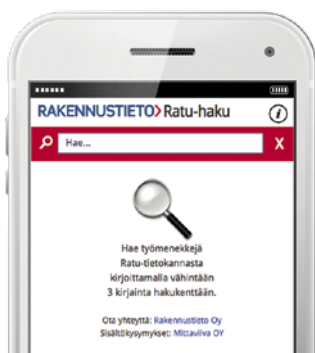 RAKENNUSTIETO>Ratu-haku
Hae...
X
Hae työmenekkejä
Ratu-tietokannasta
kirjoittamalla vähintään
3 kirjainta hakukenttään.
Ota yhteyttä: Rakennustieto Oy
Sisältökysymykset: Mittaviiva OY